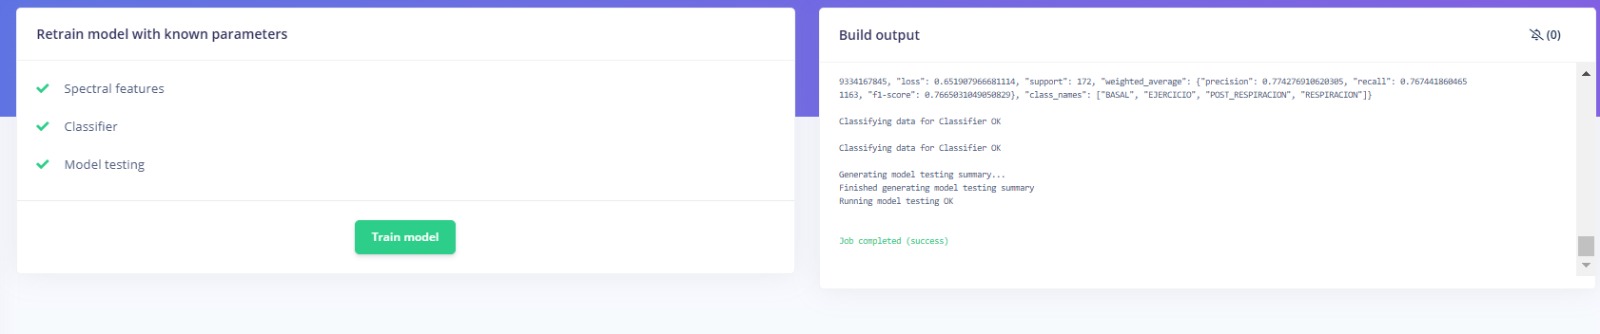 Retrain model with known parameters
Spectral features
Classifier
Model testing
Train model
Build output
(0)
9334167845, "loss": 0.651907966681114, "support": 172, "weighted_average": {"precision": 0.774276910620305, "recall": 0.767441860465
1163, "f1-score": 0.7665031049050829}, "class_names": ["BASAL", "EJERCICIO", "POST_RESPIRACION", "RESPIRACION"]}
Classifying data for Classifier OK
Classifying data for Classifier OK
Generating model testing summary...
Finished generating model testing summary
Running model testing OK
Job completed (success)